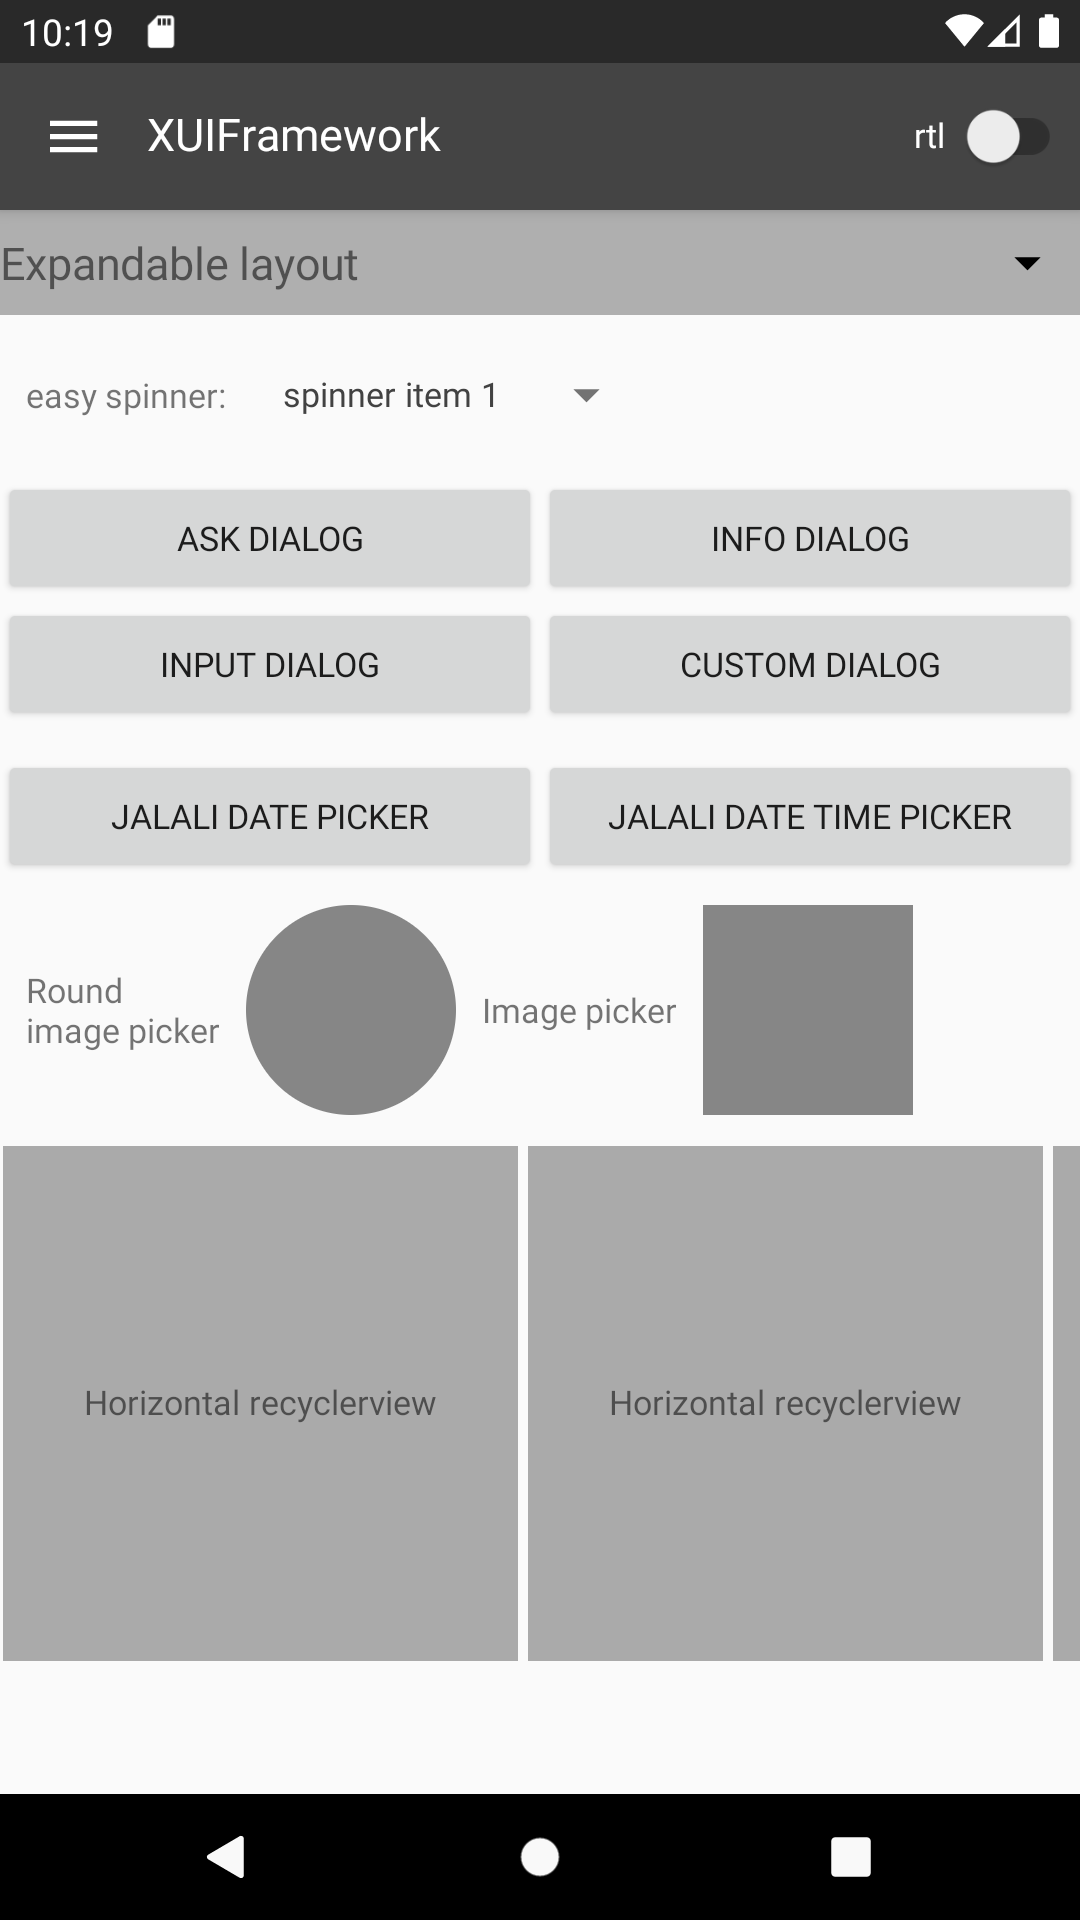 10:19
XUIFramework
rtl
Expandable layout
easy spinner:
spinner item 1
ASK DIALOG
INFO DIALOG
INPUT DIALOG
CUSTOM DIALOG
JALALI DATE PICKER
JALALI DATE TIME PICKER
Round
image picker
Image picker
Horizontal recyclerview
Horizontal recyclerview